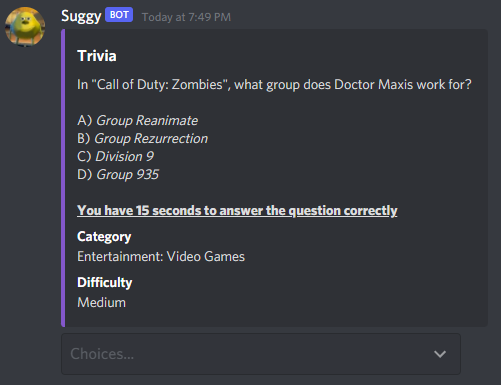 Suggy BOT Today at 7:49 PM
Trivia
In "Call of Duty: Zombies", what group does Doctor Maxis work for?
A) Group Reanimate
B) Group Rezurrection
C) Division 9
D) Group 935
You have 15 seconds to answer the question correctly
Category
Entertainment: Video Games
Difficulty
Medium
Choices...